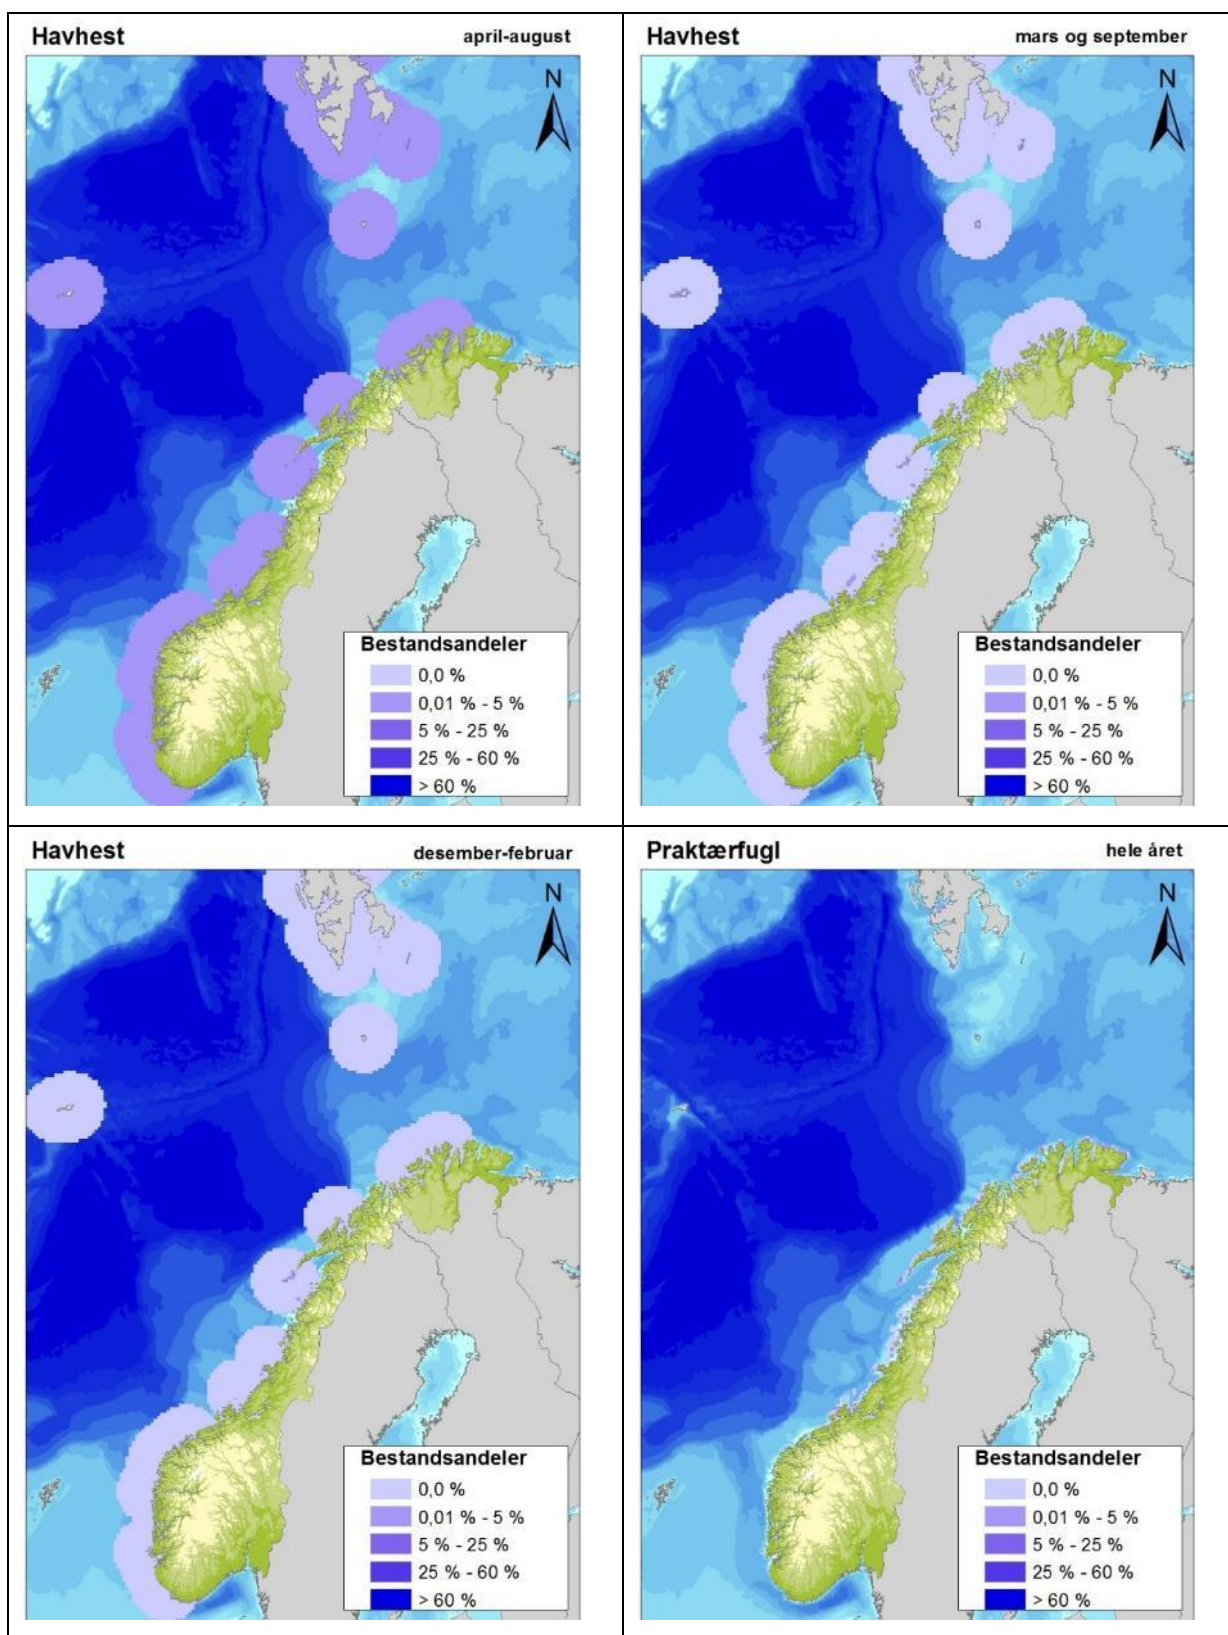 Havhest april-august
N
Bestandsandeler
0,0 %
0,01 % - 5 %
5 % - 25 %
25 % - 60 %
> 60 %
Havhest mars og september
N
Bestandsandeler
0,0 %
0,01 % - 5 %
5 % - 25 %
25 % - 60 %
> 60 %
Havhest desember-februar
N
Bestandsandeler
0,0 %
0,01 % - 5 %
5 % - 25 %
25 % - 60 %
> 60 %
Praktærfugl hele året
N
Bestandsandeler
0,0 %
0,01 % - 5 %
5 % - 25 %
25 % - 60 %
> 60 %